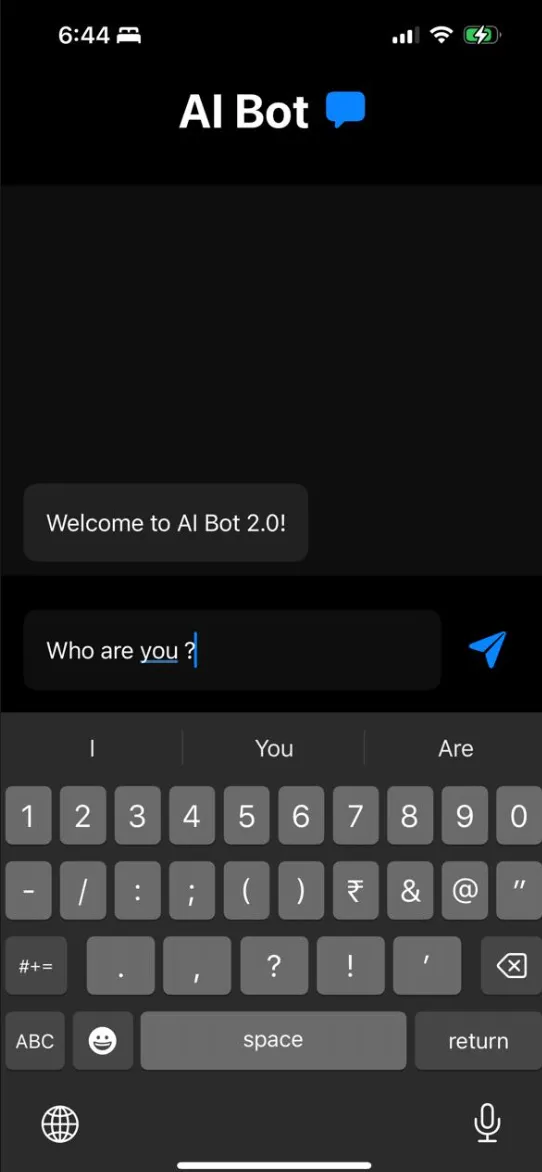 6:44
AI Bot
Welcome to AI Bot 2.0!
Who are you ?
I You Are
1 2 3 4 5 6 7 8 9 0
- / : ; ( ) ₹ & @ "
#+= . , ? ! '
ABC space return